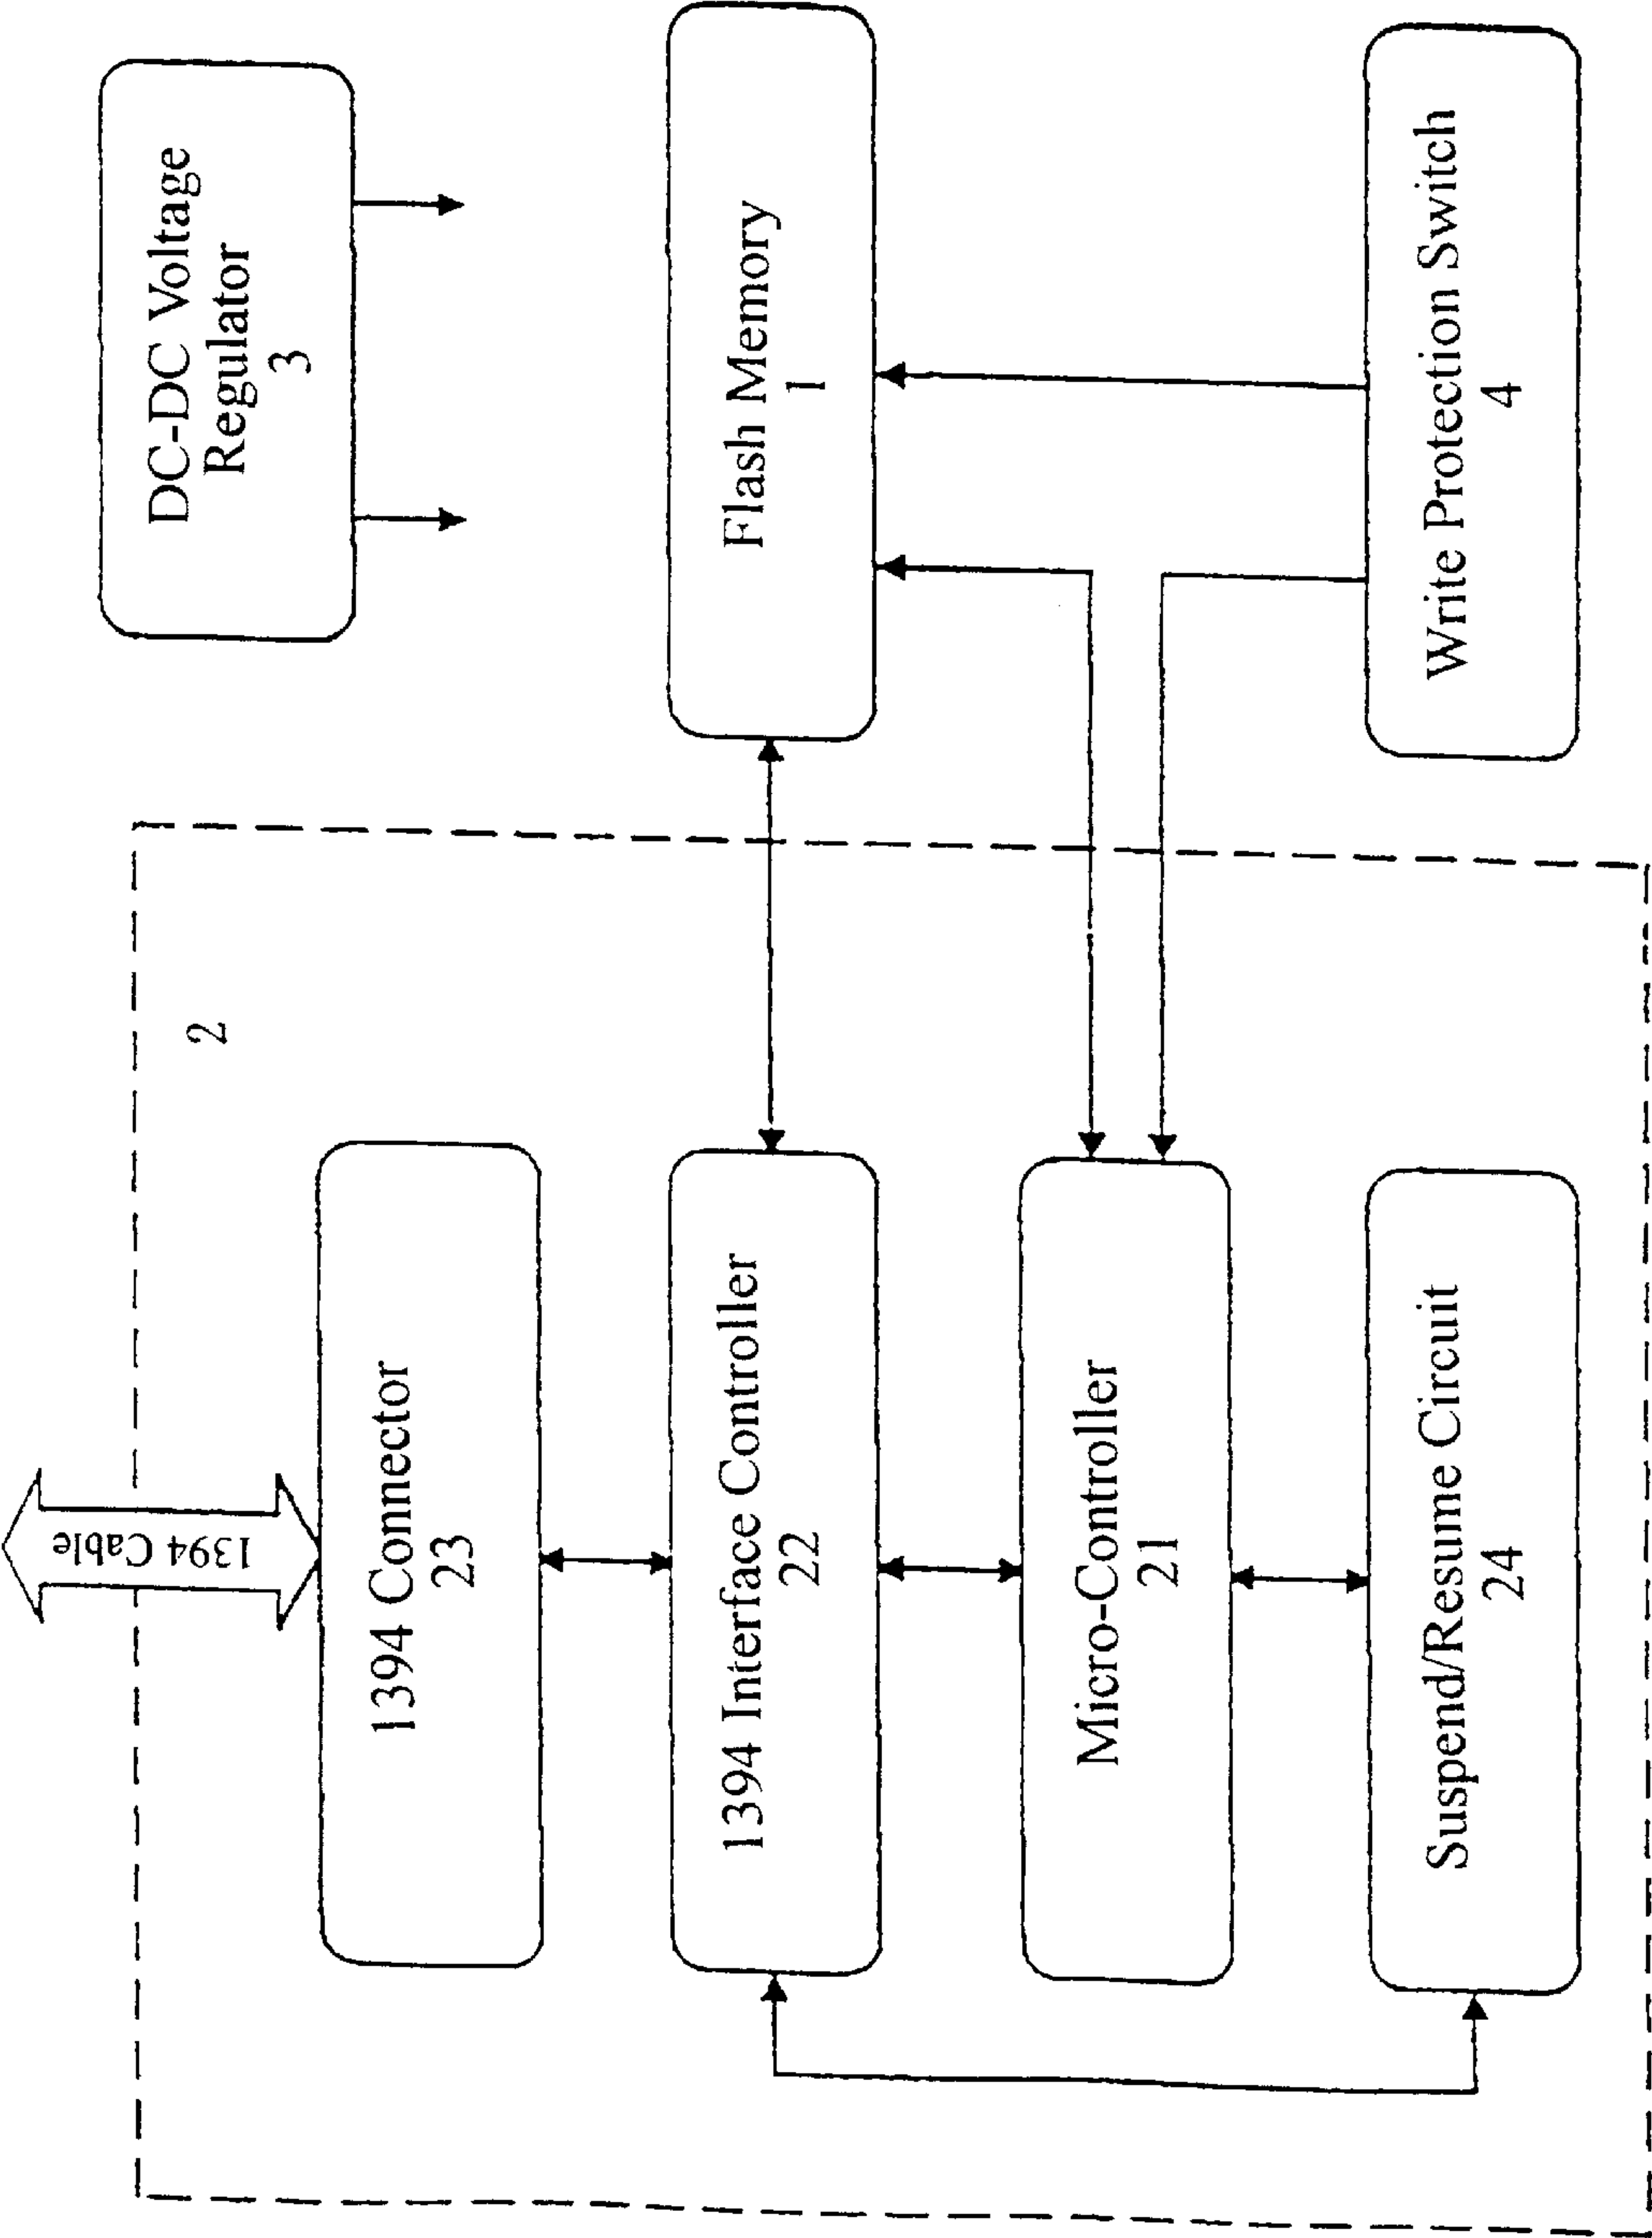 1394 Cable
2
1394 Connector
23
1394 Interface Controller
22
Micro-Controller
21
Suspend/Resume Circuit
24
DC-DC Voltage
Regulator
3
Flash Memory
1
Write Protection Switch
4